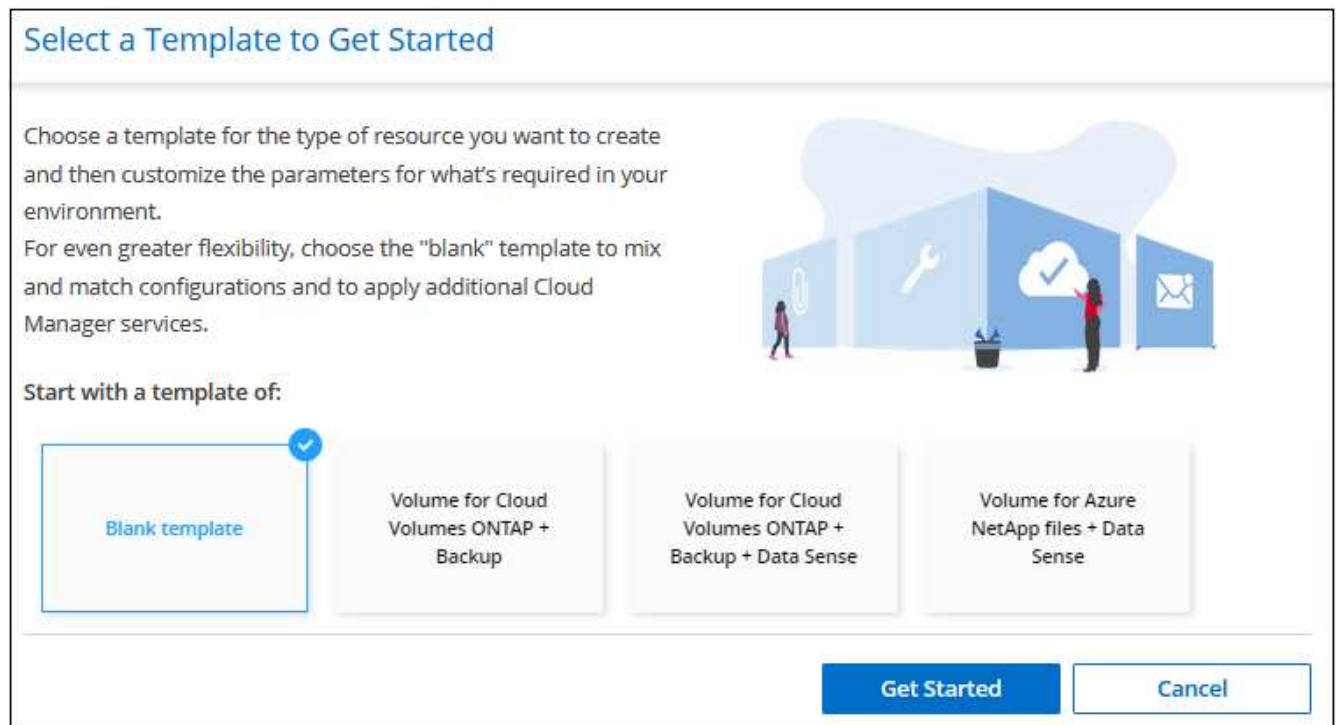 Select a Template to Get Started
Choose a template for the type of resource you want to create
and then customize the parameters for what's required in your
environment.
For even greater flexibility, choose the "blank" template to mix
and match configurations and to apply additional Cloud
Manager services.
Start with a template of:
Blank template
Volume for Cloud
Volumes ONTAP +
Backup
Volume for Cloud
Volumes ONTAP +
Backup + Data Sense
Volume for Azure
NetApp files + Data
Sense
Get Started
Cancel